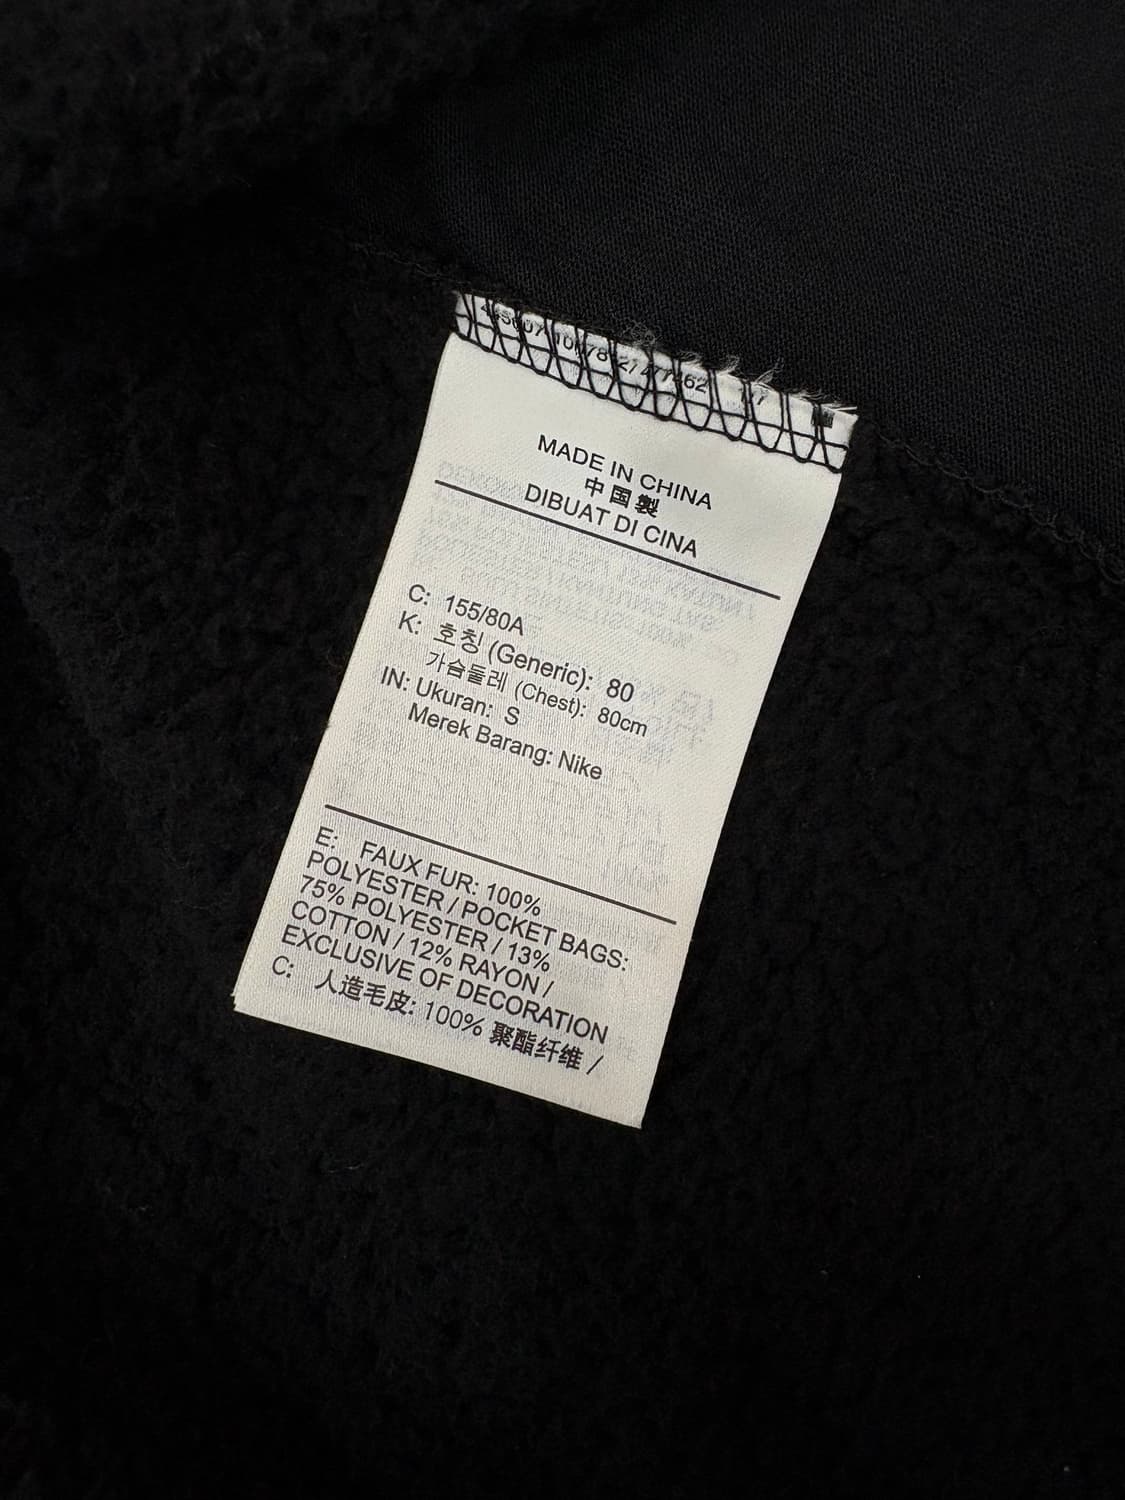 MADE IN CHINA
中国製
DIBUAT DI CINA
C: 155/80A
K: 호칭 (Generic): 80
가슴둘레 (Chest): 80cm
IN: Ukuran: S
Merek Barang: Nike
E: FAUX FUR: 100%
POLYESTER / POCKET BAGS:
75% POLYESTER / 13%
COTTON / 12% RAYON /
EXCLUSIVE OF DECORATION
C: 人造毛皮: 100% 聚酯纤维 /